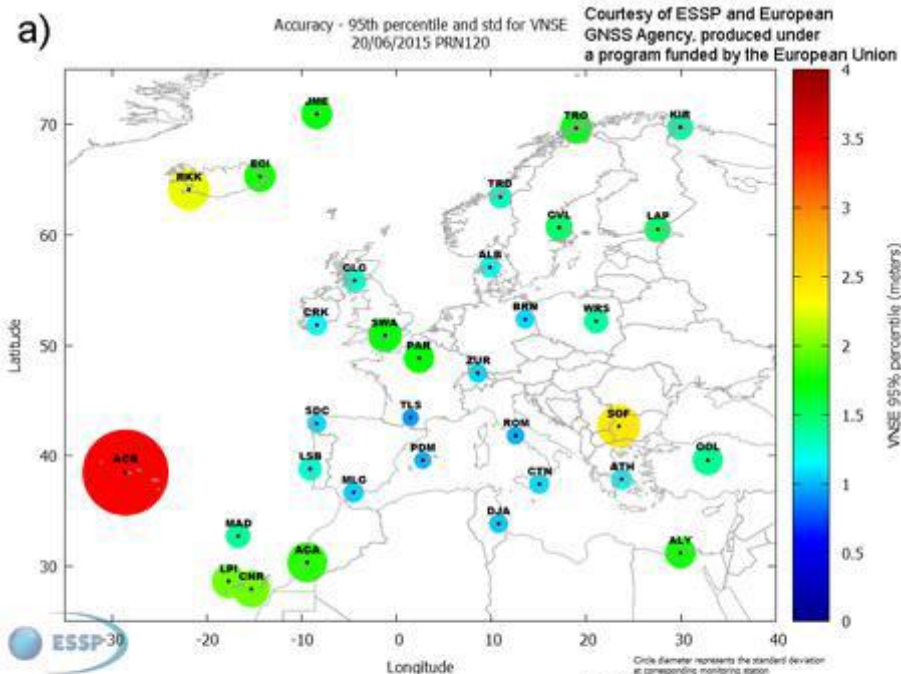 a)
Accuracy - 95th percentile and std for VNSE
20/06/2015 PRN120
Courtesy of ESSP and European
GNSS Agency, produced under
a program funded by the European Union
JME
TRO
KIR
EGI
RKK
TRD
GVL
LAP
ALB
GLG
CRK
BRN
WRS
SWA
PAR
ZUR
TLS
SDC
SOF
ROM
PDM
ACR
LSB
GOL
ATH
CTN
MLG
DJA
MAD
AGA
ALY
LPI
CNR
70
60
50
40
30
Latitude
-30
-20
-10
0
10
20
30
40
Longitude
4
3.5
3
2.5
2
1.5
1
0.5
0
VNSE 95% percentile (meters)
ESSP
Circle diameter represents the standard deviation
at corresponding monitoring station